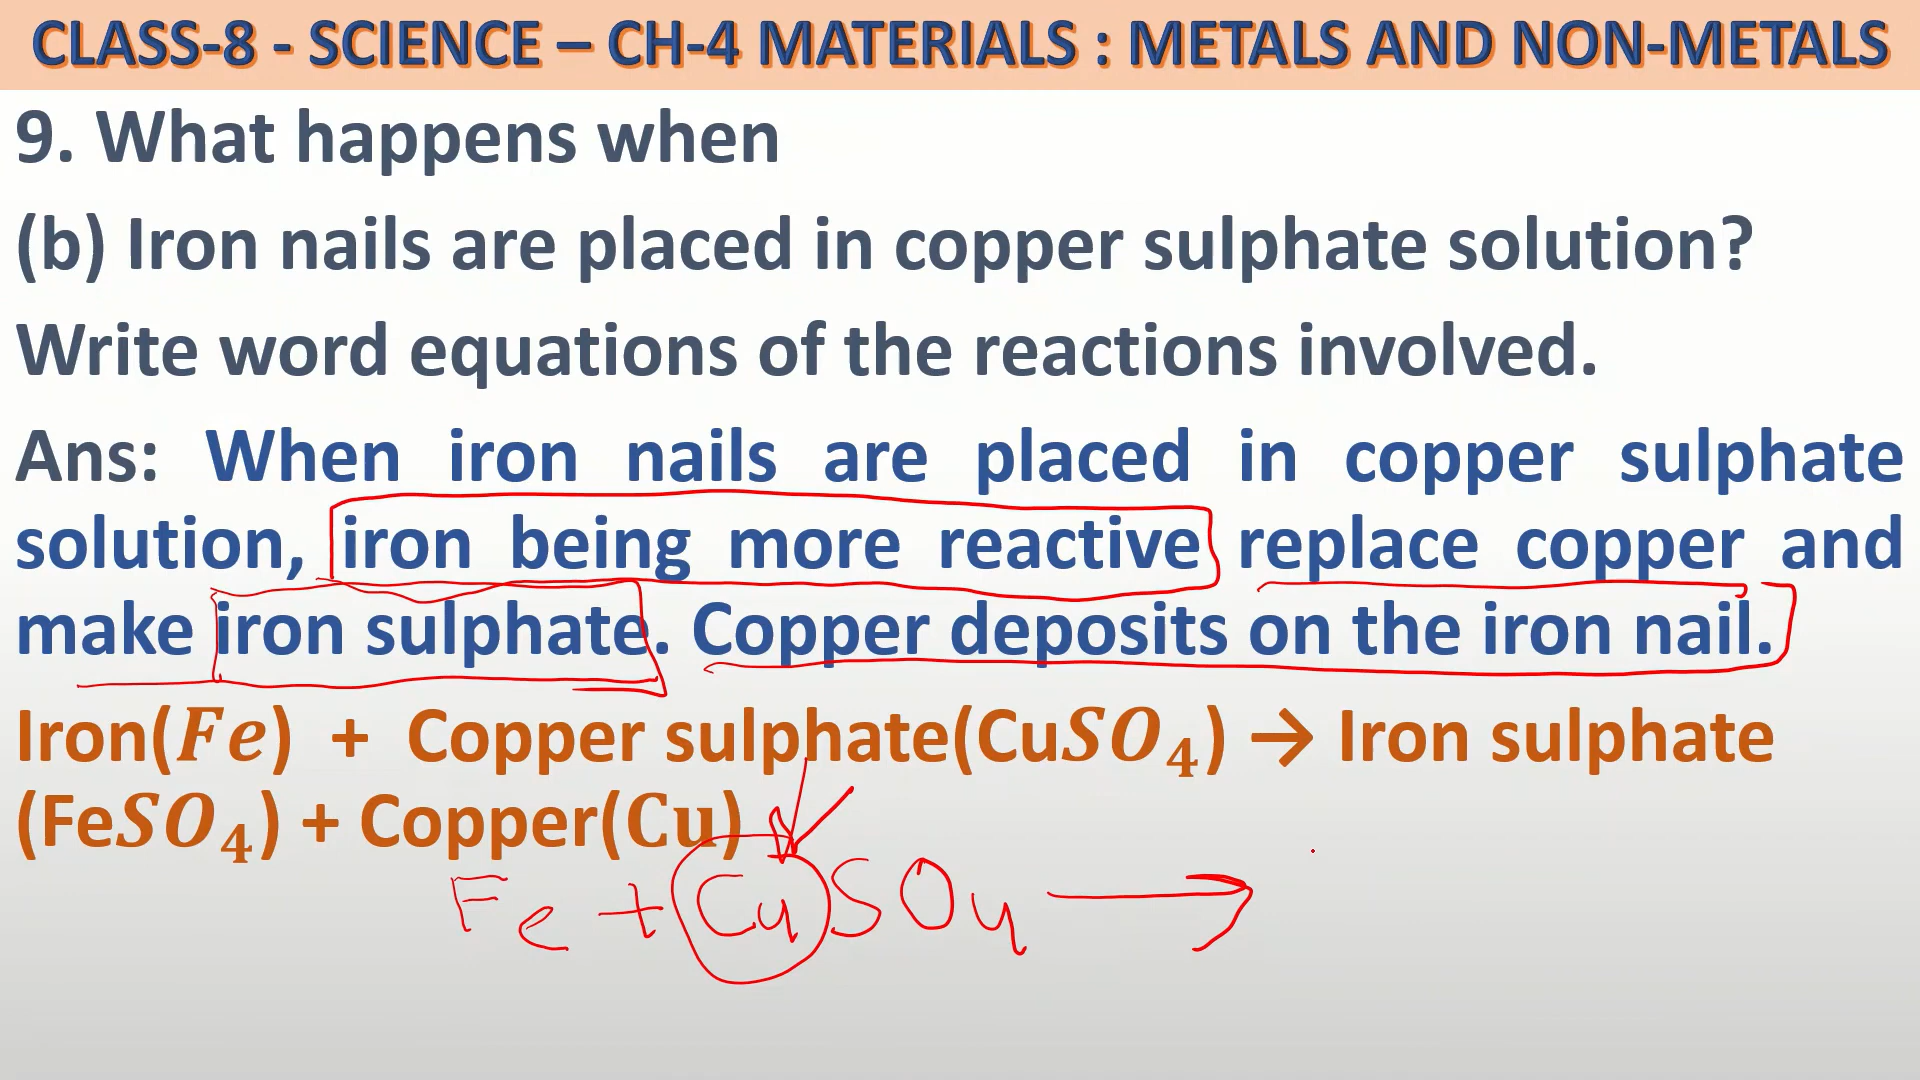 CLASS-8 - SCIENCE – CH-4 MATERIALS : METALS AND NON-METALS
9. What happens when
(b) Iron nails are placed in copper sulphate solution?
Write word equations of the reactions involved.
Ans: When iron nails are placed in copper sulphate
solution, iron being more reactive replace copper and
make iron sulphate. Copper deposits on the iron nail.
Iron(Fe) + Copper sulphate(CuSO₄) → Iron sulphate
(FeSO₄) + Copper(Cu)
Fe + CuSO4 →